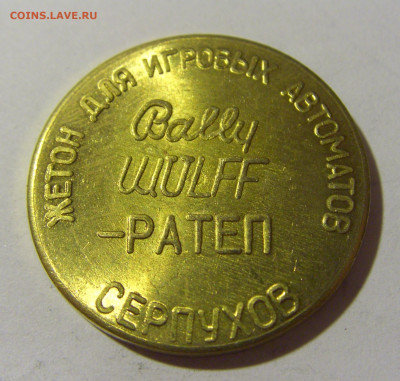 COINS.LAVE.RU
ЖЕТОН ДЛЯ ИГРОВЫХ АВТОМАТОВ
Bally
WULFF
-РАТЕП
СЕРПУХОВ